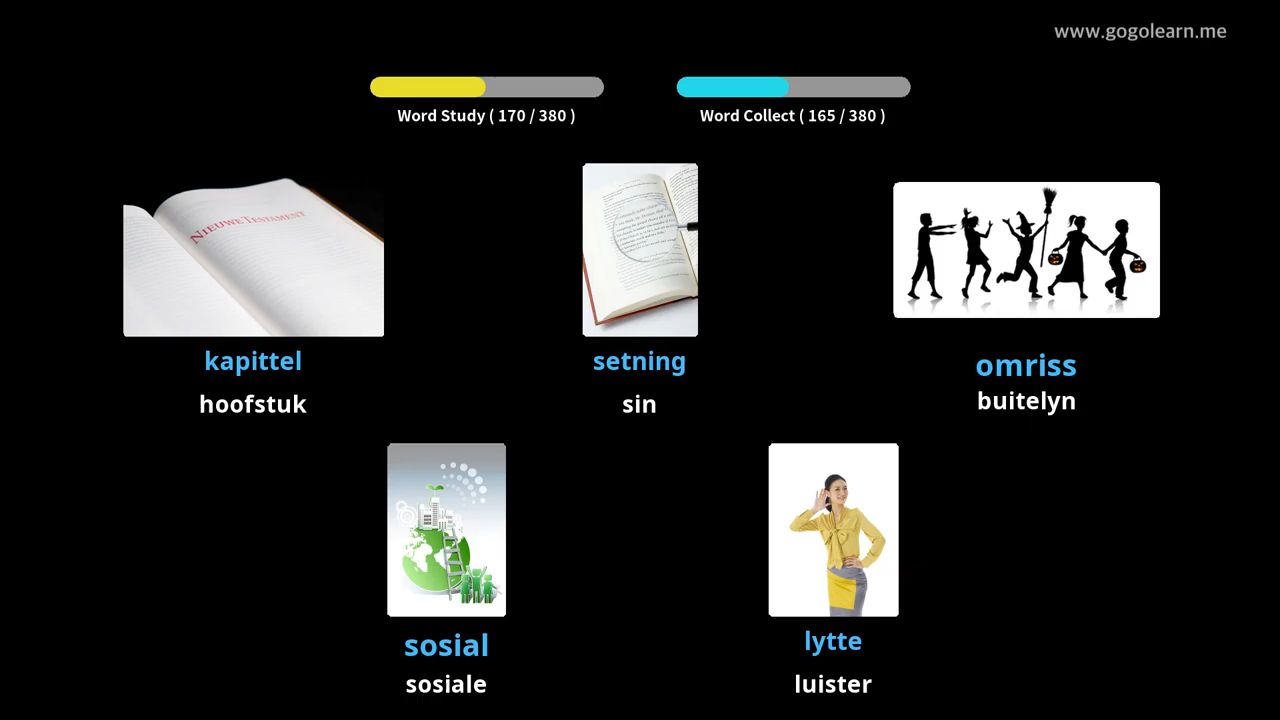 www.gogolearn.me
Word Study ( 170 / 380 )
Word Collect ( 165 / 380 )
NIEUWE TESTAMENT
kapittel
setning
omriss
hoofstuk
sin
buitelyn
sosial
lytte
sosiale
luister